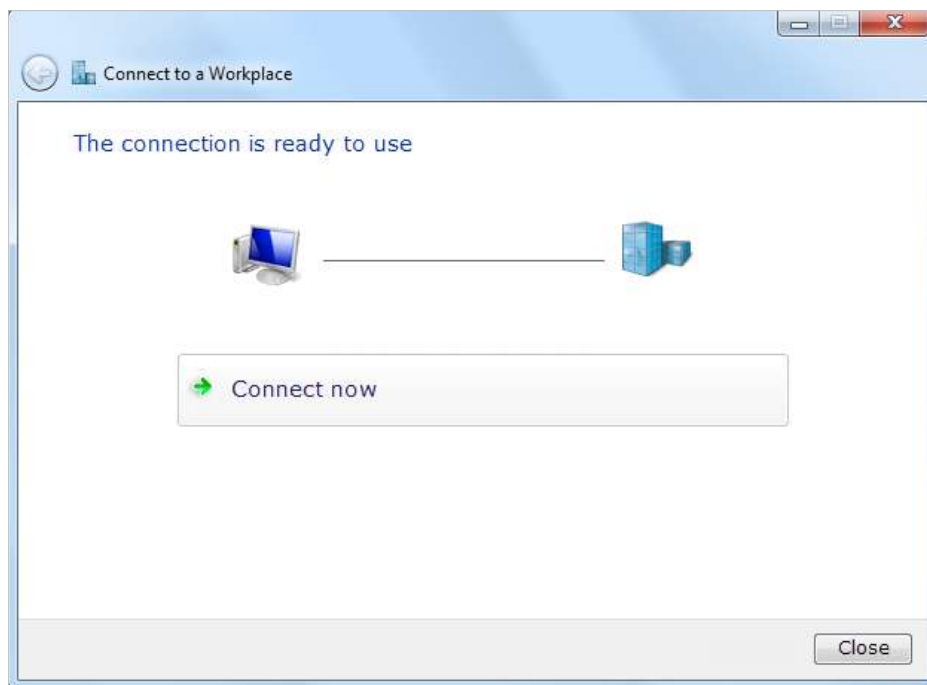 Connect to a Workplace
The connection is ready to use
Connect now
Close